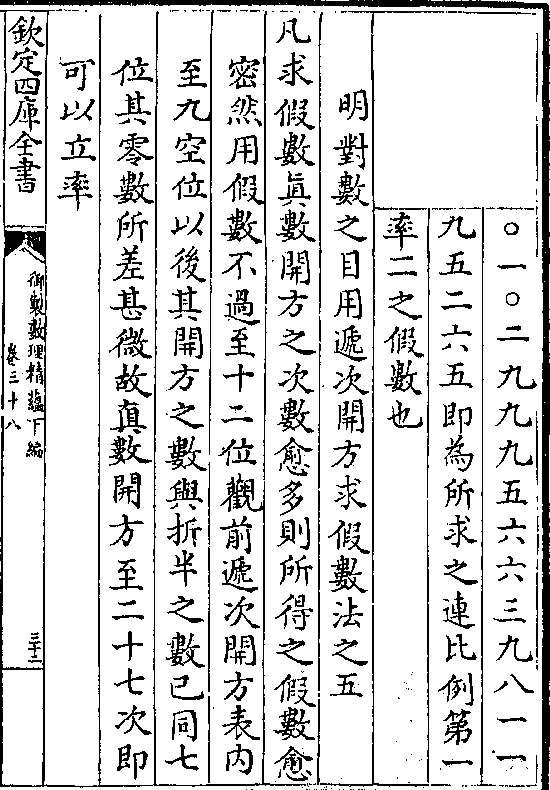 ○一○二九九九五六六三九八一一
九五二六五即為所求之連比例第一
率二之假數也
明對數之目用遞次開方求假數法之五
凡求假數真數開方之次數愈多則所得之假數愈
密然用假數不過至十二位觀前遞次開方表內
至九空位以後其開方之數與折半之數已同七
位其零數所差甚微故真數開方至二十七次即
可以立率
欽定四庫全書
御製數理精蘊下編
卷三十八
三十二